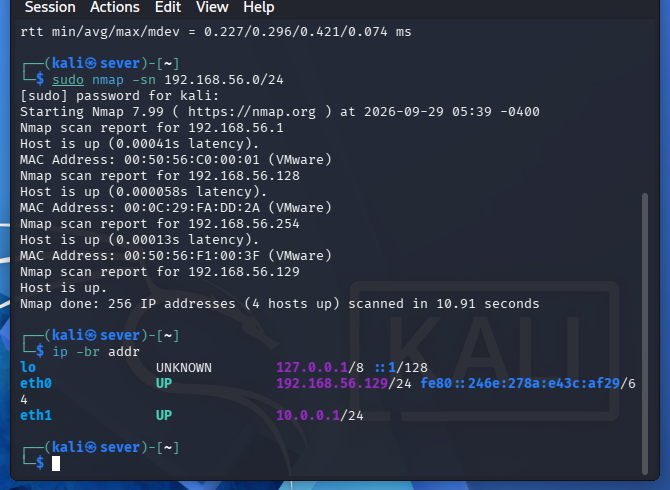 Session Actions Edit View Help
rtt min/avg/max/mdev = 0.227/0.296/0.421/0.074 ms
┌──(kali㉿sever)-[~]
└─$ sudo nmap -sn 192.168.56.0/24
[sudo] password for kali:
Starting Nmap 7.99 ( https://nmap.org ) at 2026-09-29 05:39 -0400
Nmap scan report for 192.168.56.1
Host is up (0.00041s latency).
MAC Address: 00:50:56:C0:00:01 (VMware)
Nmap scan report for 192.168.56.128
Host is up (0.000058s latency).
MAC Address: 00:0C:29:FA:DD:2A (VMware)
Nmap scan report for 192.168.56.254
Host is up (0.00013s latency).
MAC Address: 00:50:56:F1:00:3F (VMware)
Nmap scan report for 192.168.56.129
Host is up.
Nmap done: 256 IP addresses (4 hosts up) scanned in 10.91 seconds
┌──(kali㉿sever)-[~]
└─$ ip -br addr
lo UNKNOWN 127.0.0.1/8 ::1/128
eth0 UP 192.168.56.129/24 fe80::246e:278a:e43c:af29/6
4
eth1 UP 10.0.0.1/24
┌──(kali㉿sever)-[~]
└─$
KALI